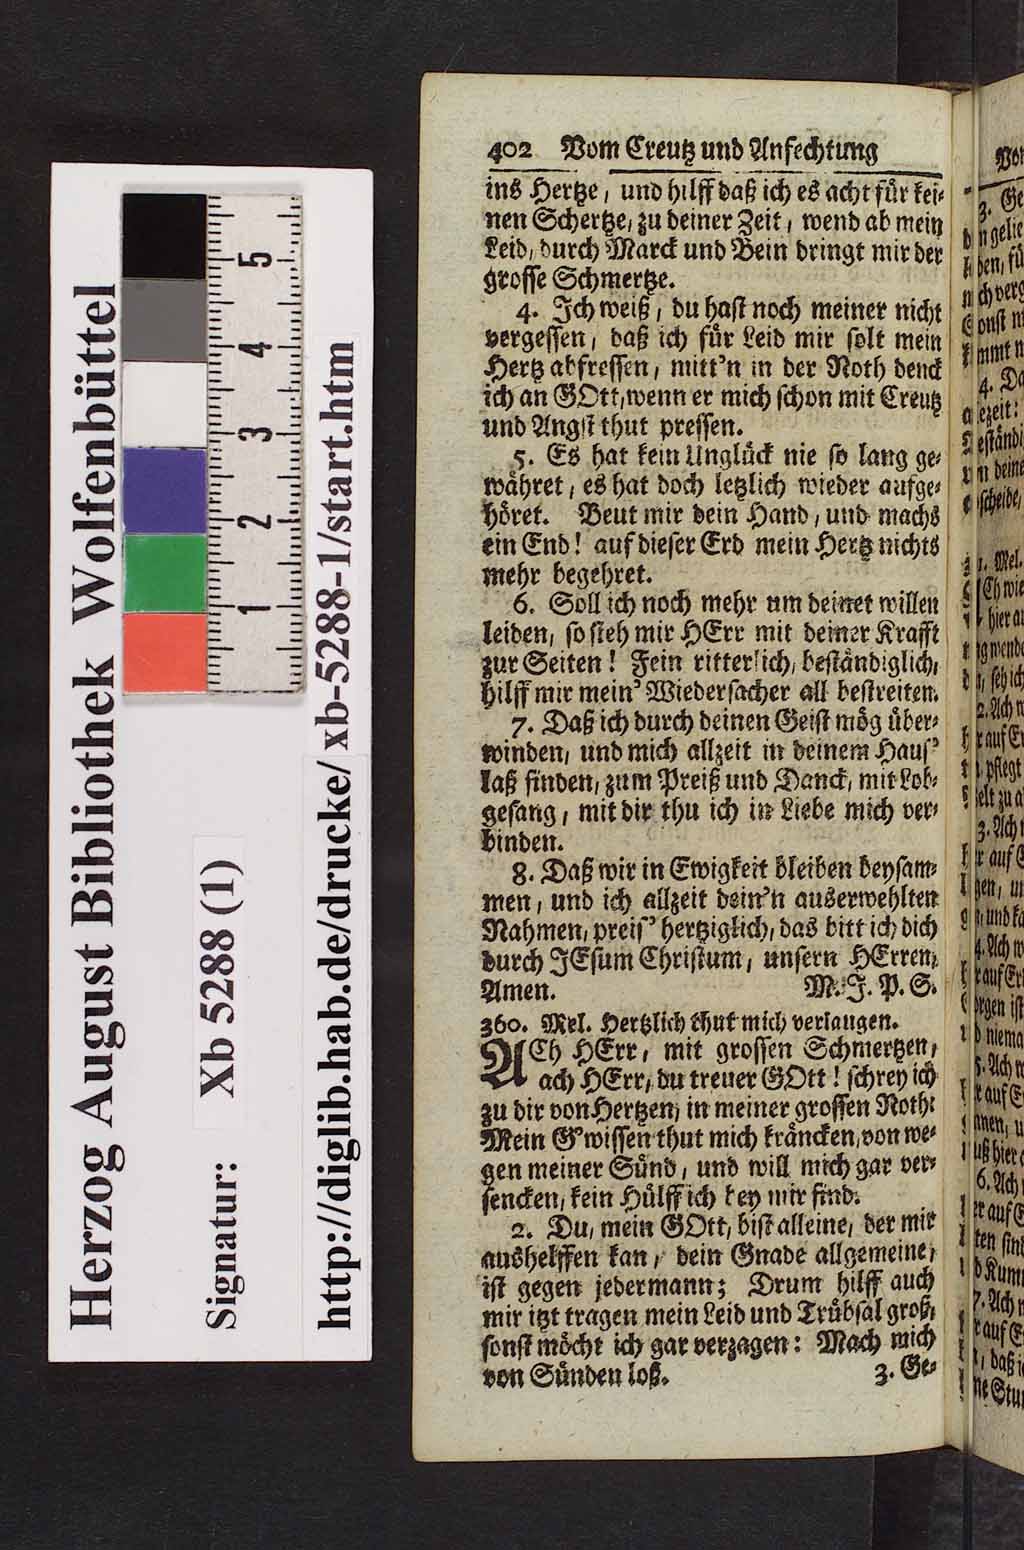 Herzog August Bibliothek Wolfenbüttel
Signatur: Xb 5288 (1)
http://diglib.hab.de/drucke/xb-5288-1/start.htm
5
4
3
2
1
402 Vom Creutz und Anfechtung
ins Hertze, und hilff daß ich es acht für kei-
nen Schertze, zu deiner Zeit, wend ab mein
Leid, durch Marck und Bein dringt mir der
grosse Schmertze.
4. Ich weiß, du hast noch meiner nicht
vergessen, daß ich für Leid mir solt mein
Hertz abfressen, mitt'n in der Noth denck
ich an GOtt, wenn er mich schon mit Creutz
und Angst thut pressen.
5. Es hat kein Unglück nie so lang ge-
währet, es hat doch letzlich wieder aufge-
höret. Beut mir dein Hand, und machs
ein End! auf dieser Erd mein Hertz nichts
mehr begehret.
6. Soll ich noch mehr um deinet willen
leiden, so steh mir HErr mit deiner Krafft
zur Seiten! Fein ritterlich, beständiglich,
hilff mir mein' Wiedersacher all bestreiten.
7. Daß ich durch deinen Geist mög über-
winden, und mich allzeit in deinem Haus'
laß finden, zum Preiß und Danck, mit Lob-
gesang, mit dir thu ich in Liebe mich ver-
binden.
8. Daß wir in Ewigkeit bleiben beysam-
men, und ich allzeit dein'n auserwehlten
Nahmen, preis' hertziglich, das bitt ich dich
durch JEsum Christum, unsern HErren,
Amen. M. J. P. S.
360. Mel. Hertzlich thut mich verlangen.
ACh HErr, mit grossen Schmertzen,
ach HErr, du treuer GOtt! schrey ich
zu dir von Hertzen, in meiner grossen Noth:
Mein G'wissen thut mich kräncken, von we-
gen meiner Sünd, und will mich gar ver-
sencken, kein Hülff ich bey mir find.
2. Du, mein GOtt, bist alleine, der mir
aushelffen kan, dein Gnade allgemeine,
ist gegen jedermann; Drum hilff auch
mir itzt tragen mein Leid und Trübsal groß,
sonst möcht ich gar verzagen: Mach mich
von Sünden loß. 3. Ge-